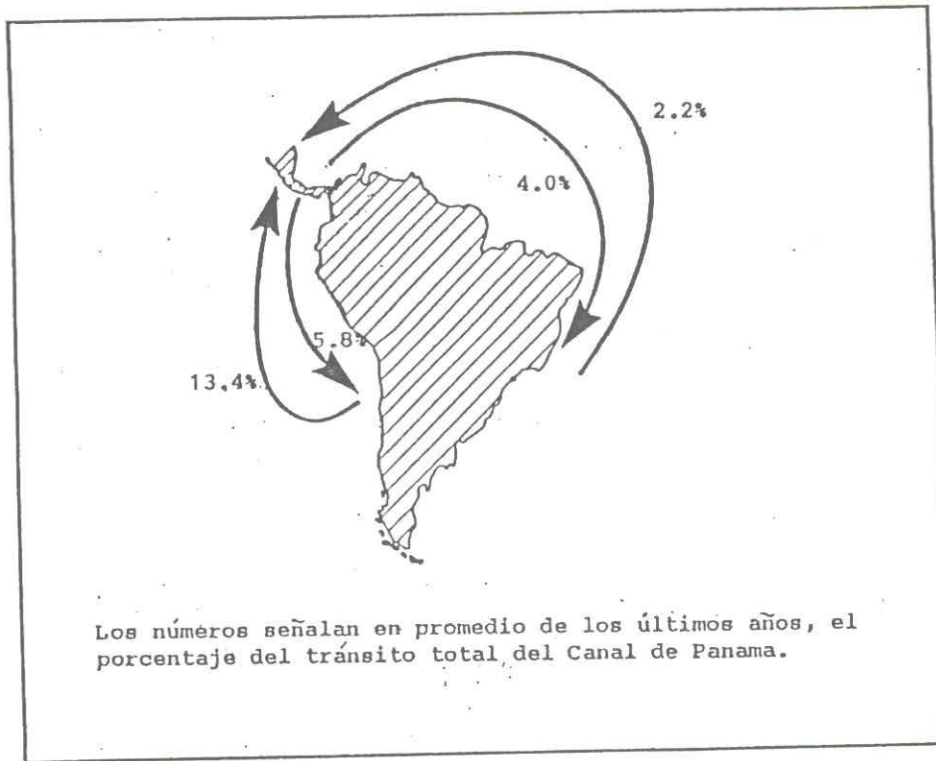 2.2%
4.0%
5.8%
13.4%
Los números señalan en promedio de los últimos años, el
porcentaje del tránsito total del Canal de Panama.